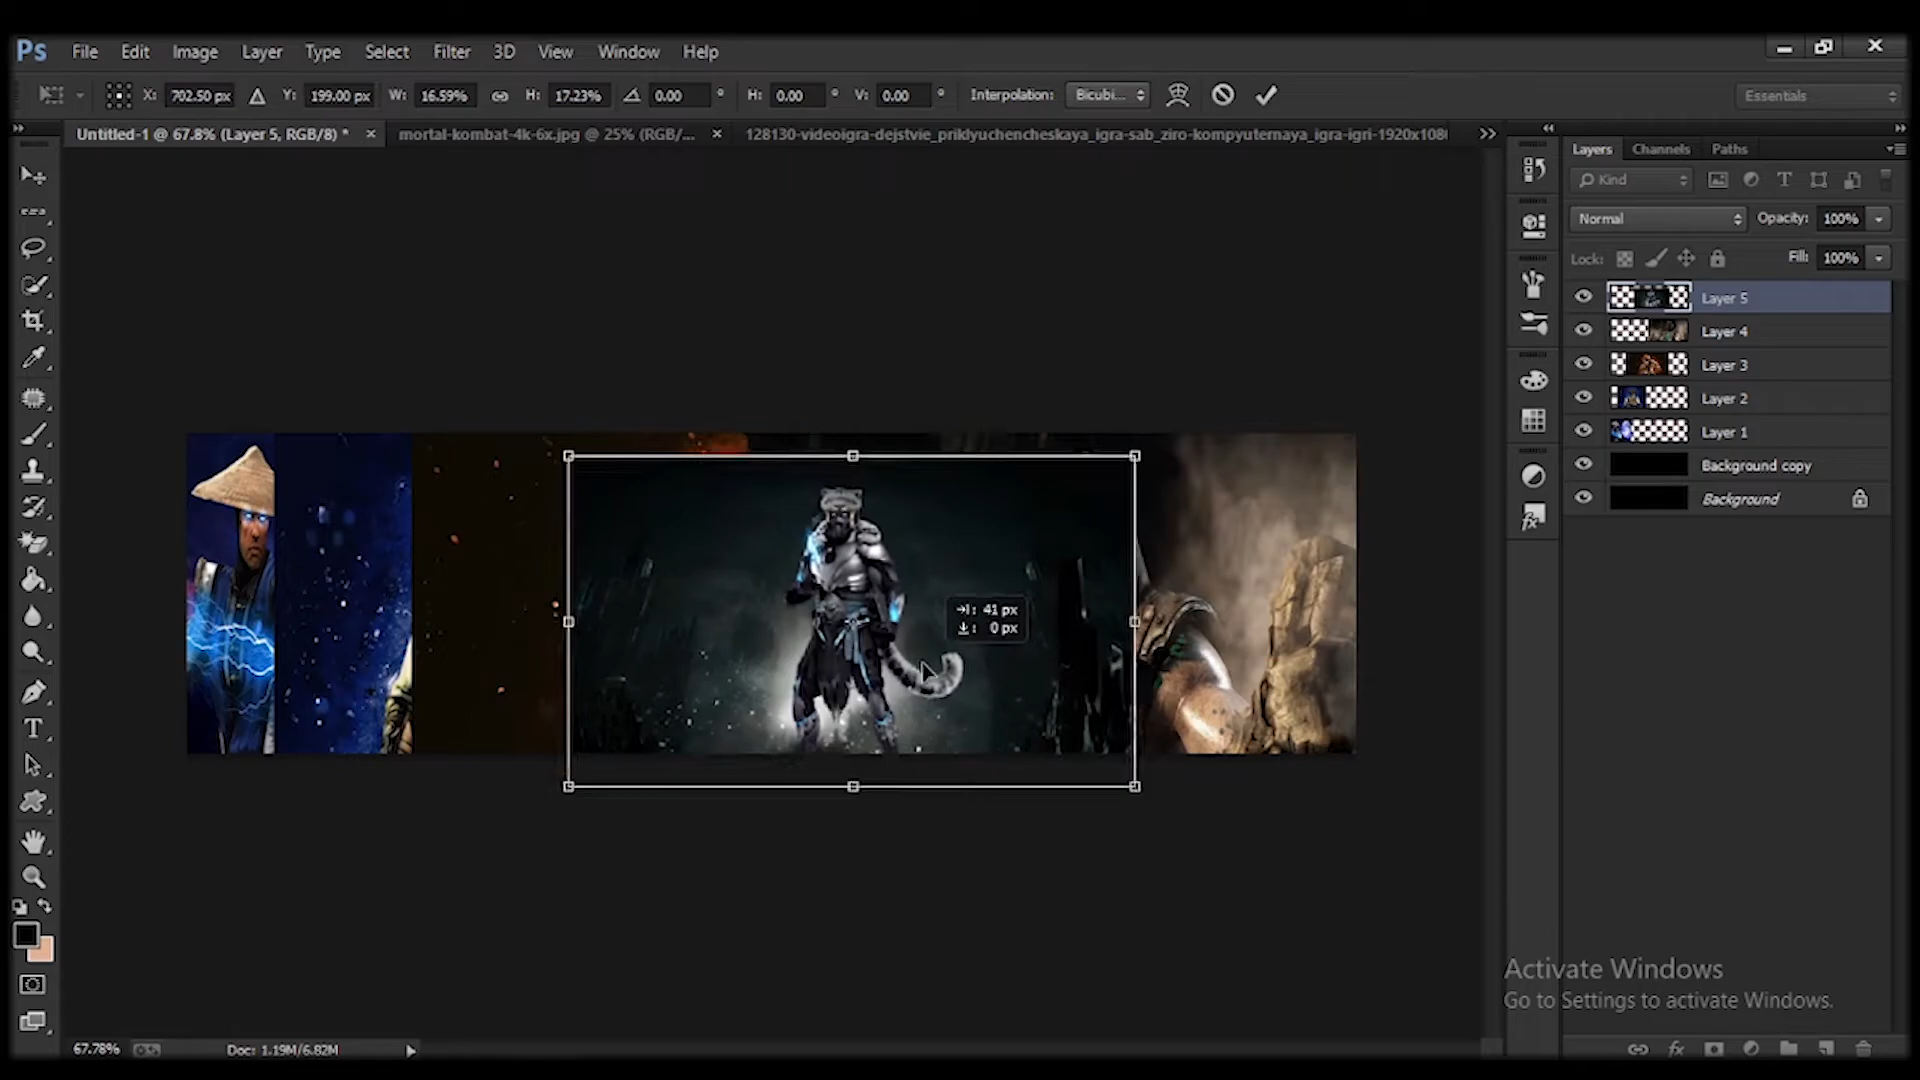 Ps File Edit Image Layer Type Select Filter 3D View Window Help
X: 702.50 px Y: 199.00 px W: 16.59% H: 17.23% 0.00 ° H: 0.00 ° V: 0.00 ° Interpolation: Bicubi... Essentials
Untitled-1 @ 67.8% (Layer 5, RGB/8) * × mortal-kombat-4k-6x.jpg @ 25% (RGB/... × 128130-videoigra-dejstvie_priklyuchencheskaya_igra-sab_ziro-kompyuternaya_igra-igri-1920x108
Layers Channels Paths
Kind
Normal Opacity: 100%
Lock: Fill: 100%
Layer 5
Layer 4
Layer 3
Layer 2
Layer 1
Background copy
Background
: 41 px
: 0 px
Activate Windows
Go to Settings to activate Windows.
67.78% Doc: 1.19M/6.82M
fx